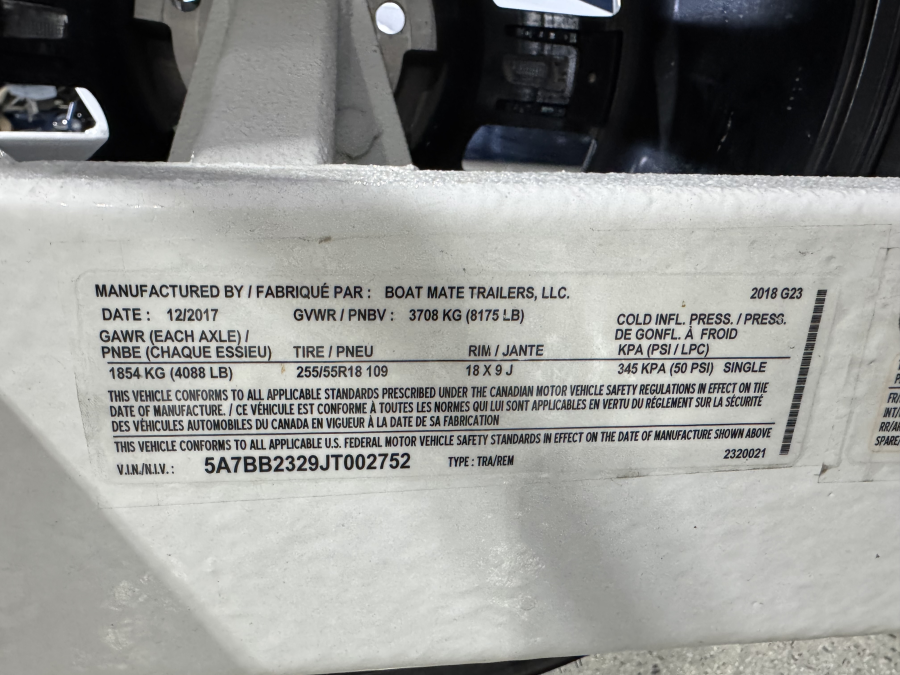 MANUFACTURED BY / FABRIQUÉ PAR : BOAT MATE TRAILERS, LLC. 2018 G23
DATE : 12/2017 GVWR / PNBV : 3708 KG (8175 LB)
GAWR (EACH AXLE) / COLD INFL. PRESS. / PRESS.
PNBE (CHAQUE ESSIEU) TIRE / PNEU RIM / JANTE DE GONFL. À FROID
KPA (PSI / LPC)
1854 KG (4088 LB) 255/55R18 109 18 X 9 J 345 KPA (50 PSI) SINGLE
THIS VEHICLE CONFORMS TO ALL APPLICABLE STANDARDS PRESCRIBED UNDER THE CANADIAN MOTOR VEHICLE SAFETY REGULATIONS IN EFFECT ON THE
DATE OF MANUFACTURE. / CE VÉHICULE EST CONFORME À TOUTES LES NORMES QUI LUI SONT APPLICABLES EN VERTU DU RÈGLEMENT SUR LA SÉCURITÉ
DES VÉHICULES AUTOMOBILES DU CANADA EN VIGUEUR À LA DATE DE SA FABRICATION
THIS VEHICLE CONFORMS TO ALL APPLICABLE U.S. FEDERAL MOTOR VEHICLE SAFETY STANDARDS IN EFFECT ON THE DATE OF MANUFACTURE SHOWN ABOVE
V.I.N./N.I.V.: 5A7BB2329JT002752 TYPE : TRA/REM 2320021
FR/
INT/
RR/AR
SPARE/